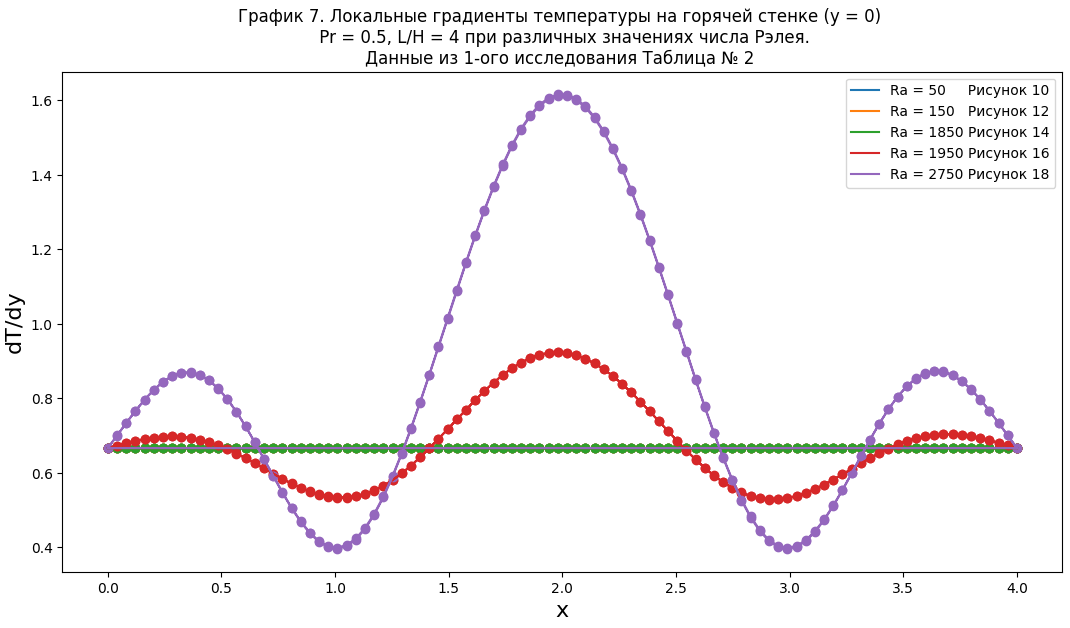 График 7. Локальные градиенты температуры на горячей стенке (y = 0)
Pr = 0.5, L/H = 4 при различных значениях числа Рэлея.
Данные из 1-ого исследования Таблица № 2
Ra = 50 Рисунок 10
Ra = 150 Рисунок 12
Ra = 1850 Рисунок 14
Ra = 1950 Рисунок 16
Ra = 2750 Рисунок 18
dT/dy
1.6
1.4
1.2
1.0
0.8
0.6
0.4
0.0 0.5 1.0 1.5 2.0 2.5 3.0 3.5 4.0
x